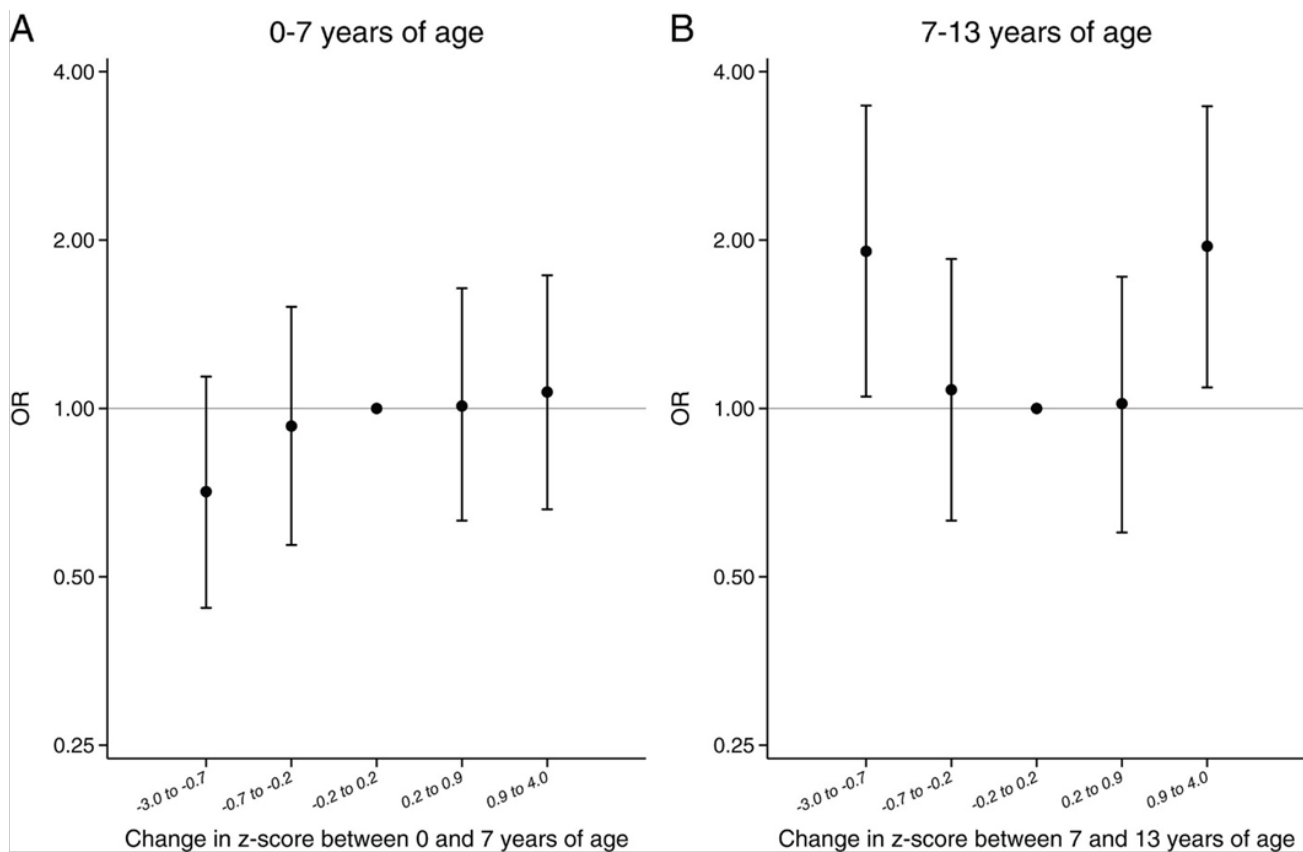 A
0-7 years of age
4.00
2.00
1.00
0.50
0.25
OR
-3.0 to -0.7
-0.7 to -0.2
-0.2 to 0.2
0.2 to 0.9
0.9 to 4.0
Change in z-score between 0 and 7 years of age
B
7-13 years of age
4.00
2.00
1.00
0.50
0.25
OR
-3.0 to -0.7
-0.7 to -0.2
-0.2 to 0.2
0.2 to 0.9
0.9 to 4.0
Change in z-score between 7 and 13 years of age